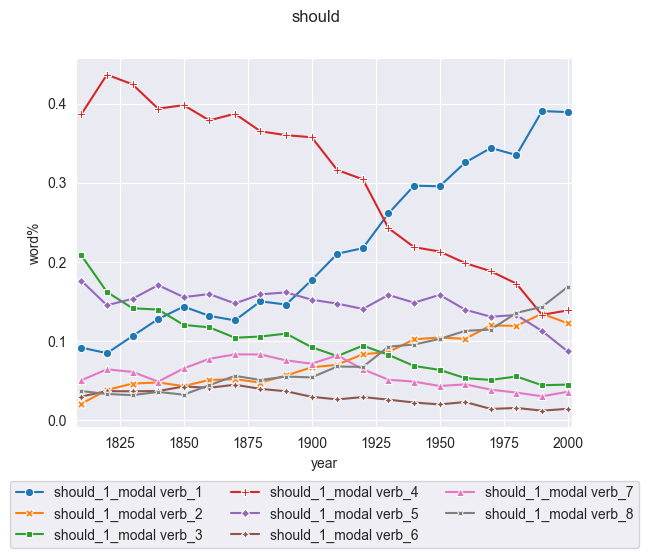 should
0.4
0.3
0.2
0.1
0.0
word%
1825 1850 1875 1900 1925 1950 1975 2000
year
should_1_modal verb_1 should_1_modal verb_4 should_1_modal verb_7
should_1_modal verb_2 should_1_modal verb_5 should_1_modal verb_8
should_1_modal verb_3 should_1_modal verb_6